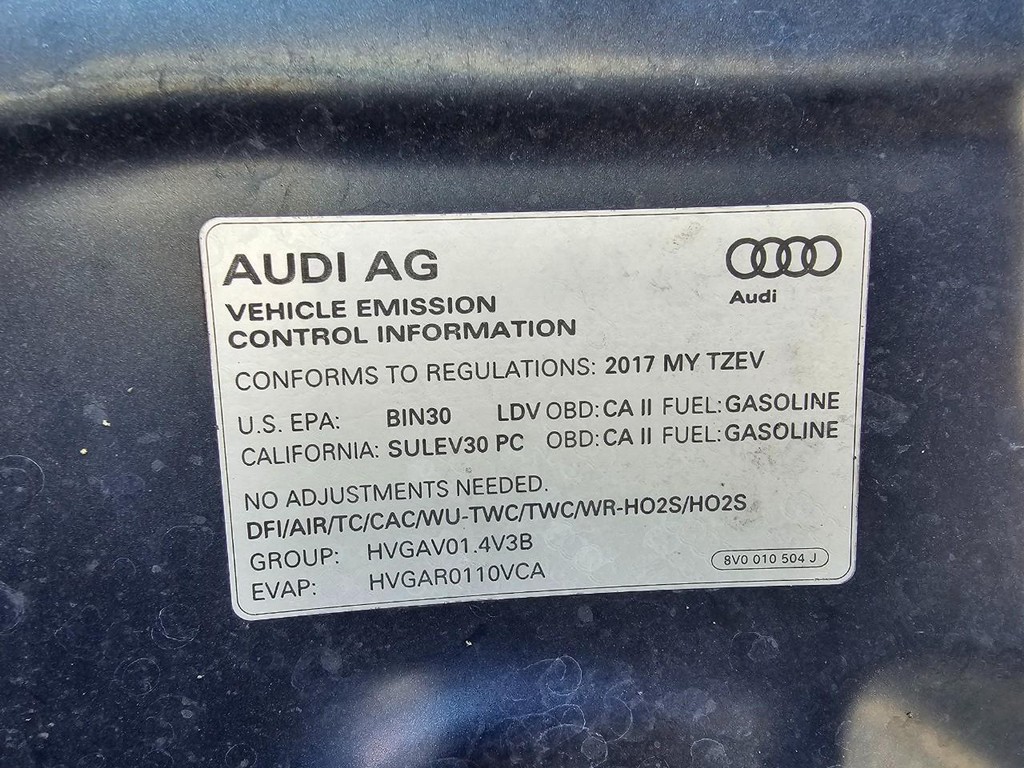 AUDI AG
Audi
VEHICLE EMISSION
CONTROL INFORMATION
CONFORMS TO REGULATIONS: 2017 MY TZEV
U.S. EPA: BIN30 LDV OBD: CA II FUEL: GASOLINE
CALIFORNIA: SULEV30 PC OBD: CA II FUEL: GASOLINE
NO ADJUSTMENTS NEEDED.
DFI/AIR/TC/CAC/WU-TWC/TWC/WR-HO2S/HO2S
GROUP: HVGAV01.4V3B
EVAP: HVGAR0110VCA
8V0 010 504 J